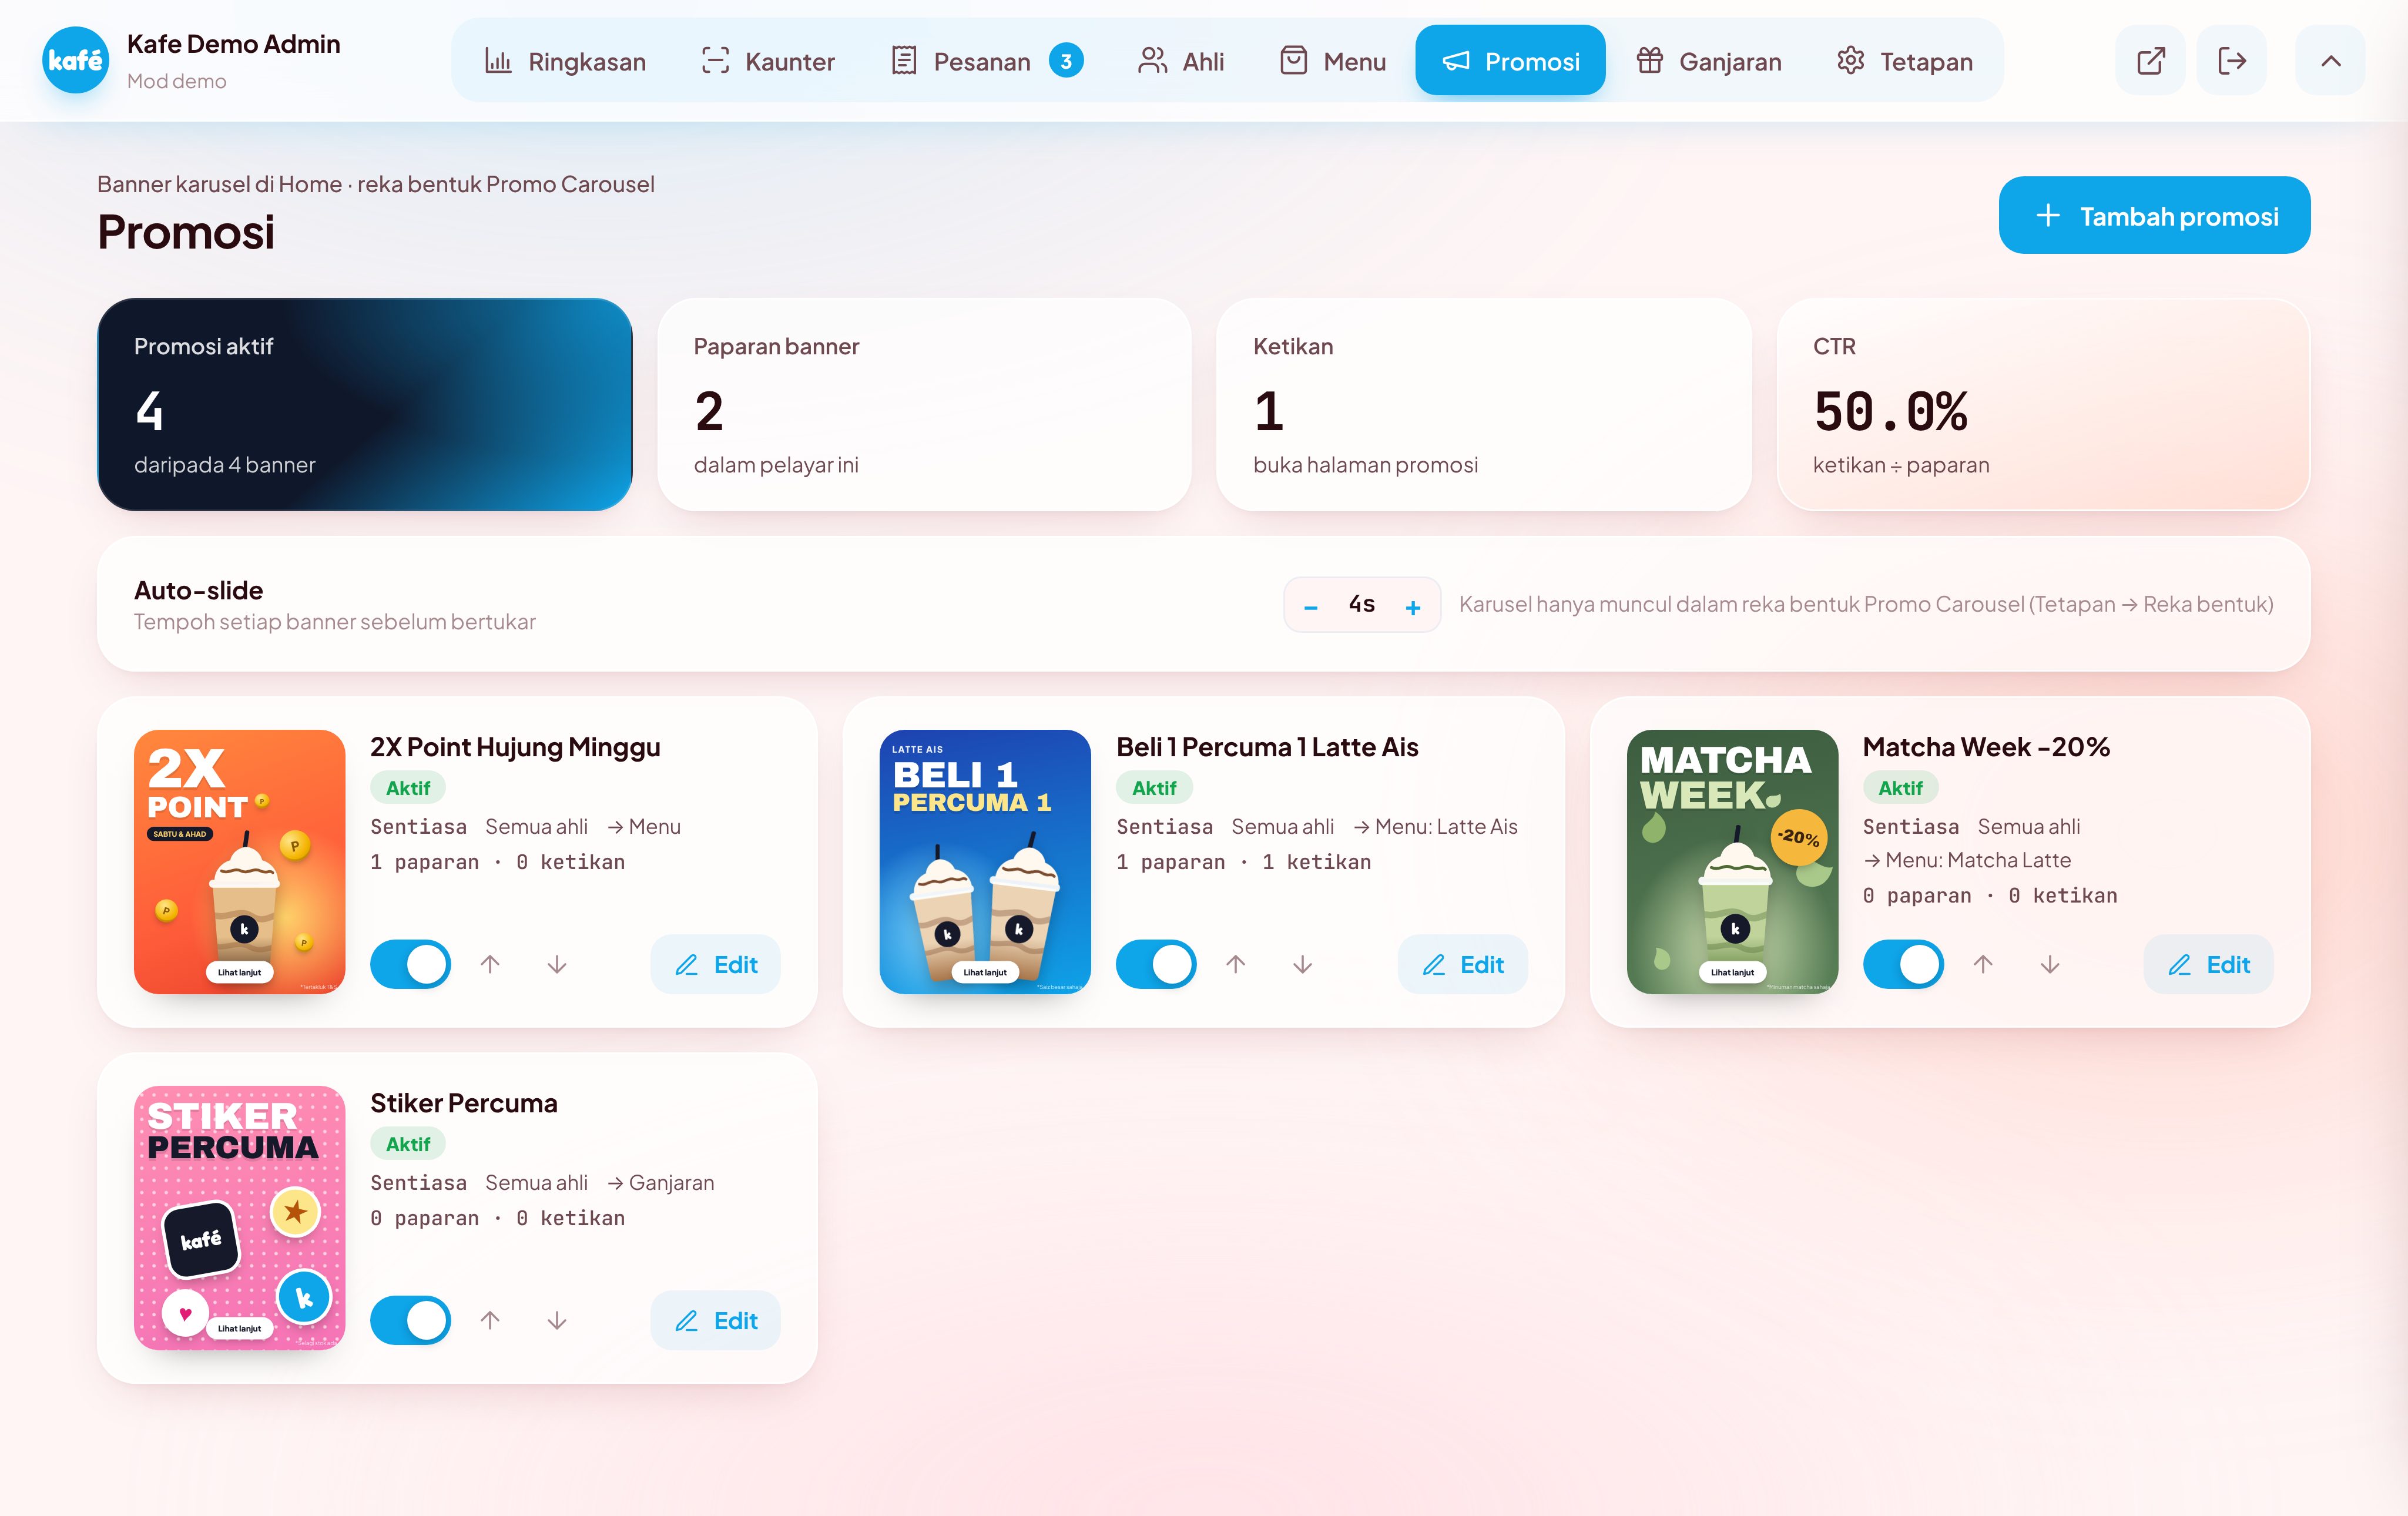 kafé
Kafe Demo Admin
Mod demo
Ringkasan
Kaunter
Pesanan 3
Ahli
Menu
Promosi
Ganjaran
Tetapan
Banner karusel di Home · reka bentuk Promo Carousel
Promosi
+ Tambah promosi
Promosi aktif
4
daripada 4 banner
Paparan banner
2
dalam pelayar ini
Ketikan
1
buka halaman promosi
CTR
50.0%
ketikan ÷ paparan
Auto-slide
Tempoh setiap banner sebelum bertukar
− 4s +
Karusel hanya muncul dalam reka bentuk Promo Carousel (Tetapan → Reka bentuk)
2X
POINT
P
SABTU & AHAD
P
P
P
k
Lihat lanjut
2X Point Hujung Minggu
Aktif
Sentiasa Semua ahli → Menu
1 paparan · 0 ketikan
Edit
LATTE AIS
BELI 1
PERCUMA 1
k
k
Lihat lanjut
Beli 1 Percuma 1 Latte Ais
Aktif
Sentiasa Semua ahli → Menu: Latte Ais
1 paparan · 1 ketikan
Edit
MATCHA
WEEK
-20%
k
Lihat lanjut
Matcha Week -20%
Aktif
Sentiasa Semua ahli
→ Menu: Matcha Latte
0 paparan · 0 ketikan
Edit
STIKER
PERCUMA
kafé
k
Lihat lanjut
Stiker Percuma
Aktif
Sentiasa Semua ahli → Ganjaran
0 paparan · 0 ketikan
Edit